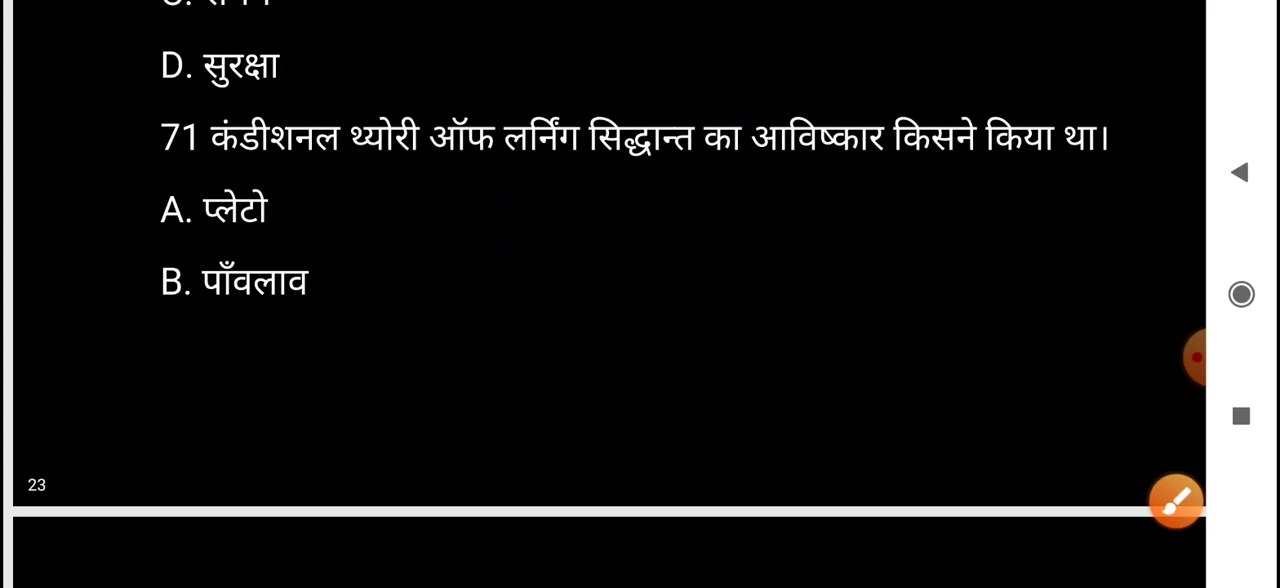 D. सुरक्षा
71 कंडीशनल थ्योरी ऑफ लर्निंग सिद्धान्त का आविष्कार किसने किया था।
A. प्लेटो
B. पाँवलाव
23